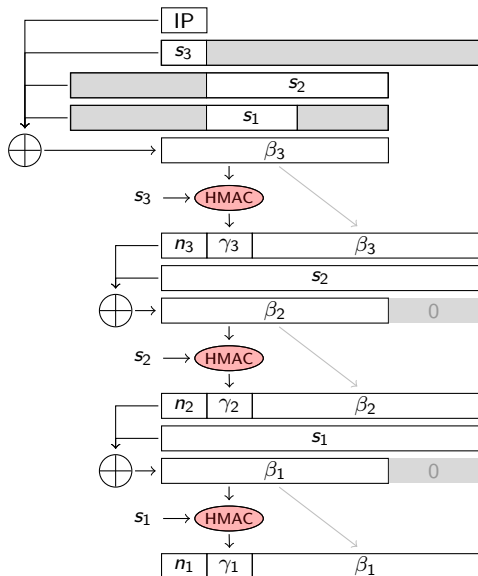 IP
s₃
s₂
s₁
β₃
s₃ HMAC
n₃ γ₃ β₃
s₂
β₂ 0
s₂ HMAC
n₂ γ₂ β₂
s₁
β₁ 0
s₁ HMAC
n₁ γ₁ β₁